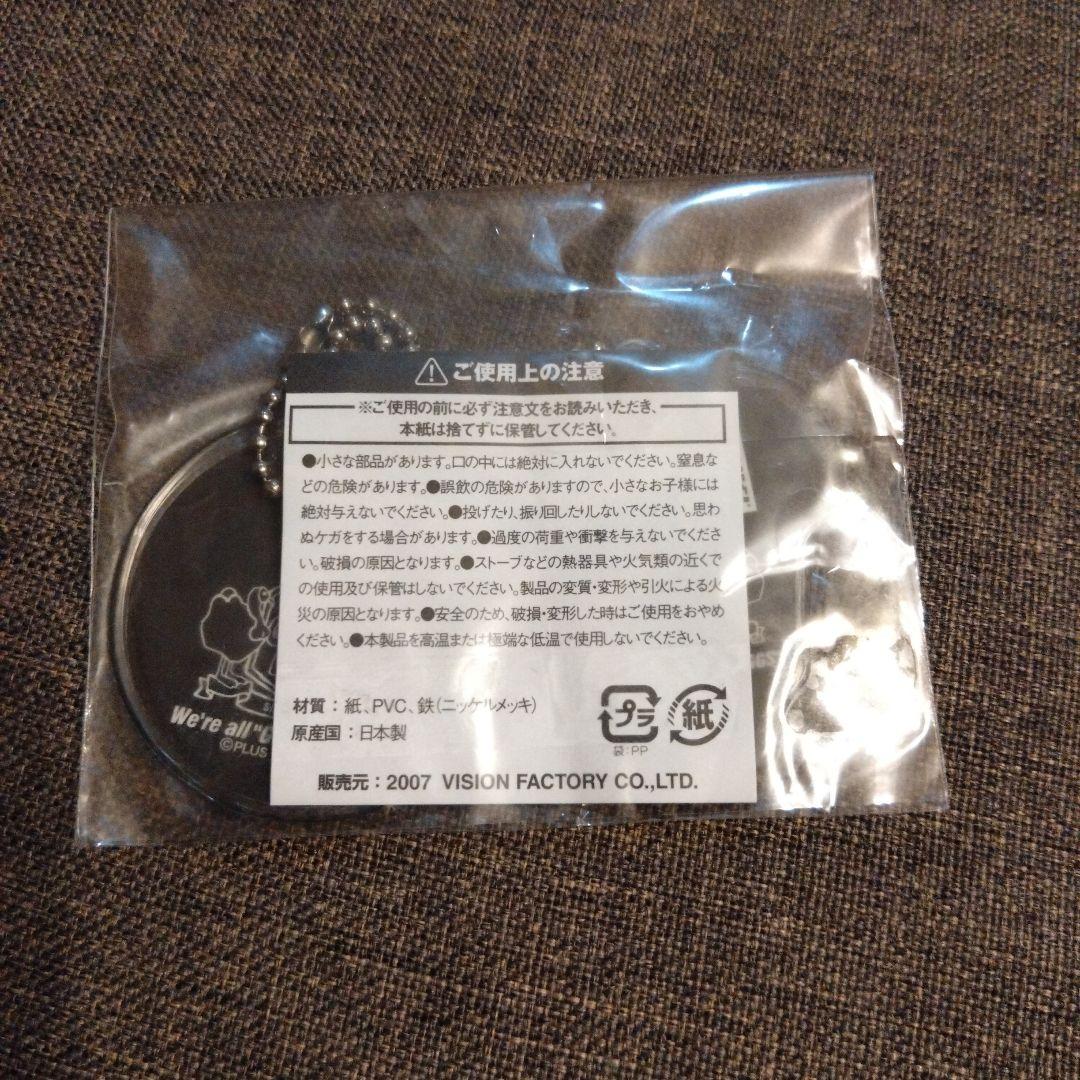 ご使用上の注意
※ご使用の前に必ず注意文をお読みいただき、
本紙は捨てずに保管してください。
●小さな部品があります。口の中には絶対に入れないでください。窒息な
どの危険があります。●誤飲の危険がありますので、小さなお子様には
絶対与えないでください。●投げたり、振り回したりしないでください。思わ
ぬケガをする場合があります。●過度の荷重や衝撃を与えないでくださ
い。破損の原因となります。●ストーブなどの熱器具や火気類の近くで
の使用及び保管はしないでください。製品の変質・変形や引火による火
災の原因となります。●安全のため、破損・変形した時はご使用をおやめ
ください。●本製品を高温または極端な低温で使用しないでください。
材質：紙、PVC、鉄（ニッケルメッキ）
原産国：日本製
プラ
紙
袋：PP
販売元：2007 VISION FACTORY CO.,LTD.
We're all
©PLUS